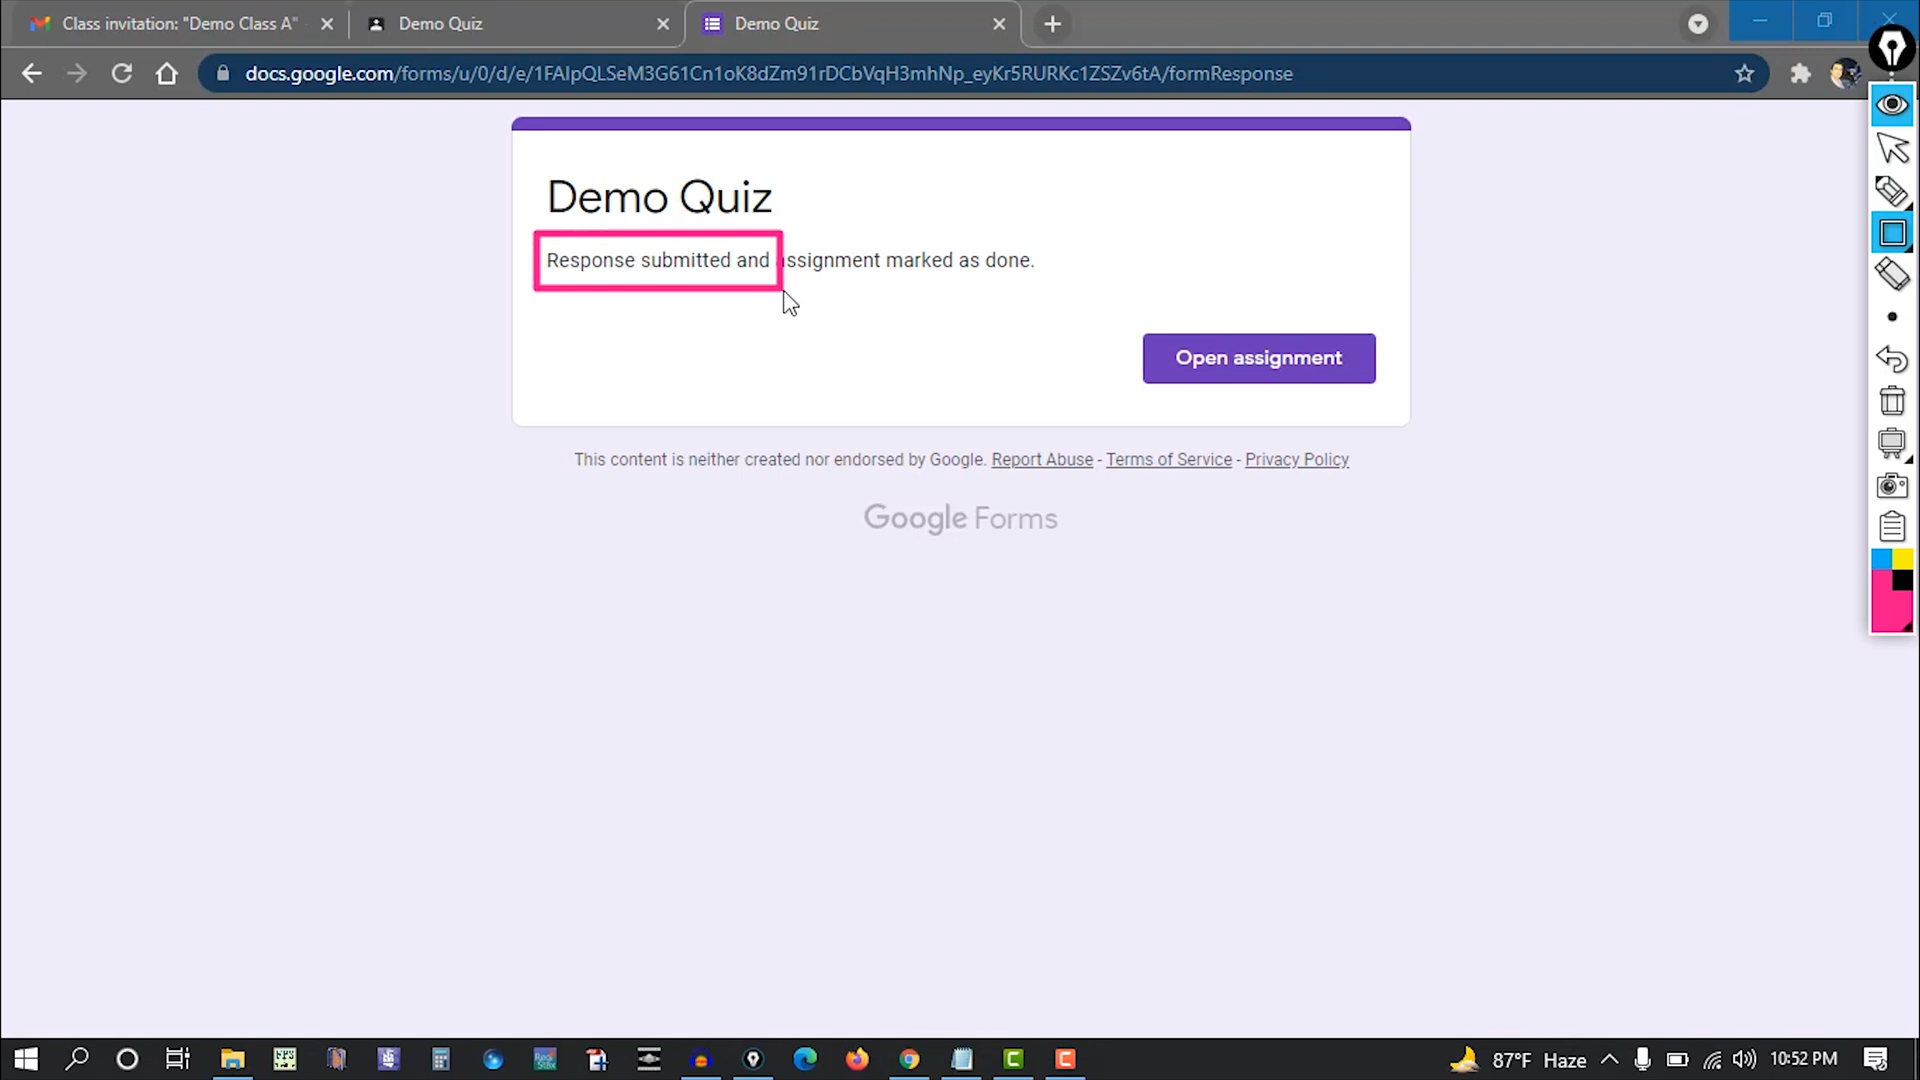 Class invitation: "Demo Class A"
Demo Quiz
Demo Quiz
docs.google.com/forms/u/0/d/e/1FAIpQLSeM3G61Cn1oK8dZm91rDCbVqH3mhNp_eyKr5RURKc1ZSZv6tA/formResponse
Demo Quiz
Response submitted and assignment marked as done.
Open assignment
This content is neither created nor endorsed by Google. Report Abuse - Terms of Service - Privacy Policy
Google Forms
87°F Haze
10:52 PM